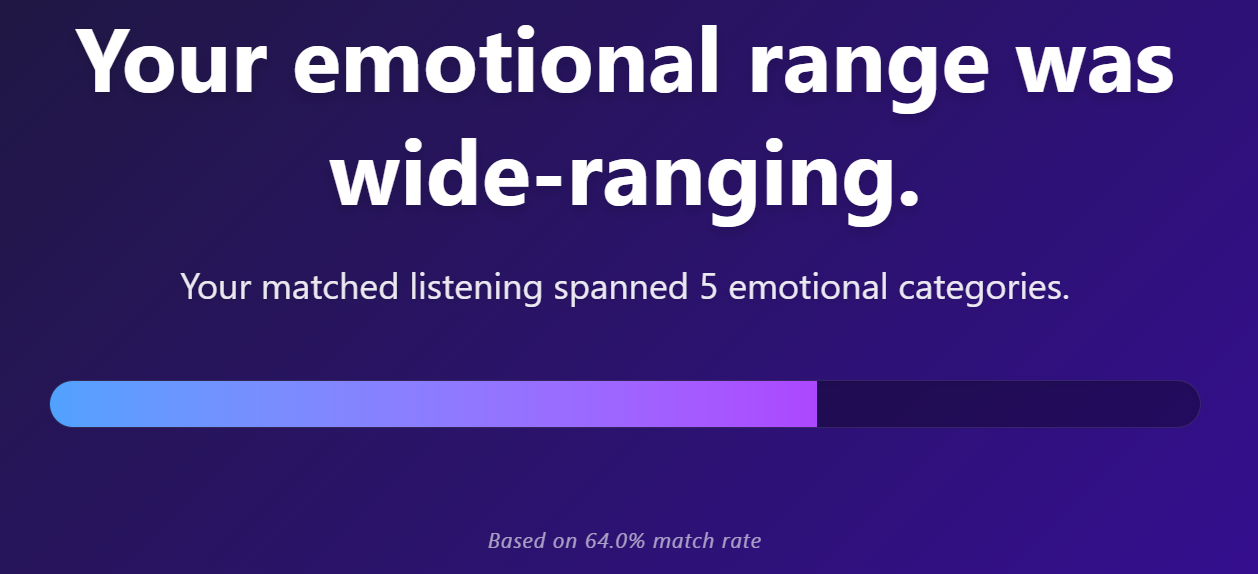 Your emotional range was
wide-ranging.
Your matched listening spanned 5 emotional categories.
Based on 64.0% match rate